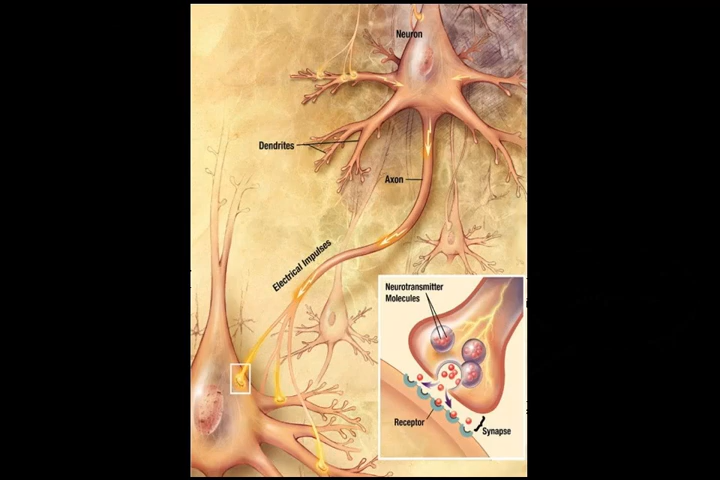 Neuron
Dendrites
Axon
Electrical Impulses
Neurotransmitter
Molecules
Receptor
Synapse